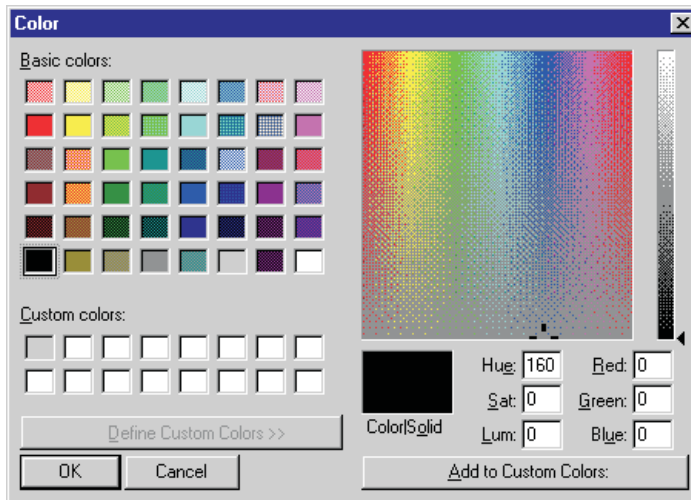 Color
Basic colors:
Custom colors:
Define Custom Colors >>
OK Cancel
Color|Solid
Hue: 160 Red: 0
Sat: 0 Green: 0
Lum: 0 Blue: 0
Add to Custom Colors: